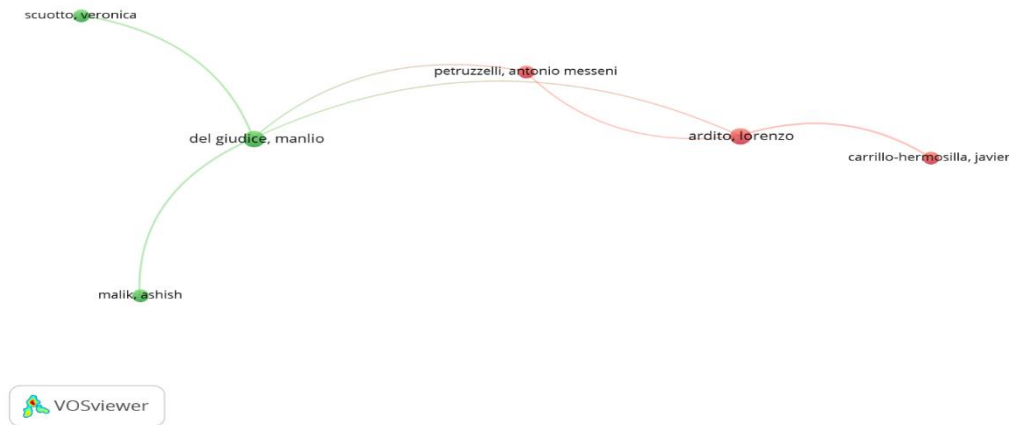 scuotto, veronica
petruzzelli, antonio messeni
del giudice, manlio
ardito, lorenzo
carrillo-hermosilla, javier
malik, ashish
VOSviewer